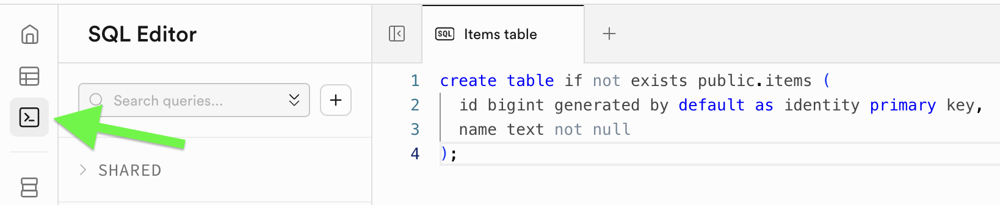 SQL Editor
SQL Items table
Search queries...
SHARED
1 create table if not exists public.items (
2 id bigint generated by default as identity primary key,
3 name text not null
4 );